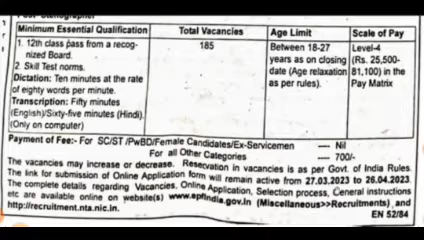 Post- Stenographer
Minimum Essential Qualification Total Vacancies Age Limit Scale of Pay
1. 12th class pass from a recog- 185 Between 18-27 Level-4
nized Board. years as on closing (Rs. 25,500-
2. Skill Test norms. date (Age relaxation 81,100) in the
Dictation: Ten minutes at the rate as per rules). Pay Matrix
of eighty words per minute.
Transcription: Fifty minutes
(English)/Sixty-five minutes (Hindi).
(Only on computer)
Payment of Fee:- For SC/ST /PwBD/Female Candidates/Ex-Servicemen --- Nil
For all Other Categories --- 700/-
The vacancies may increase or decrease. Reservation in vacancies is as per Govt. of India Rules.
The link for submission of Online Application form will remain active from 27.03.2023 to 26.04.2023.
The complete details regarding Vacancies, Online Application, Selection process, General instructions
etc are available on website(s) www.epfindia.gov.in (Miscellaneous>>Recruitments) and
http://recruitment.nta.nic.in. EN 52/84